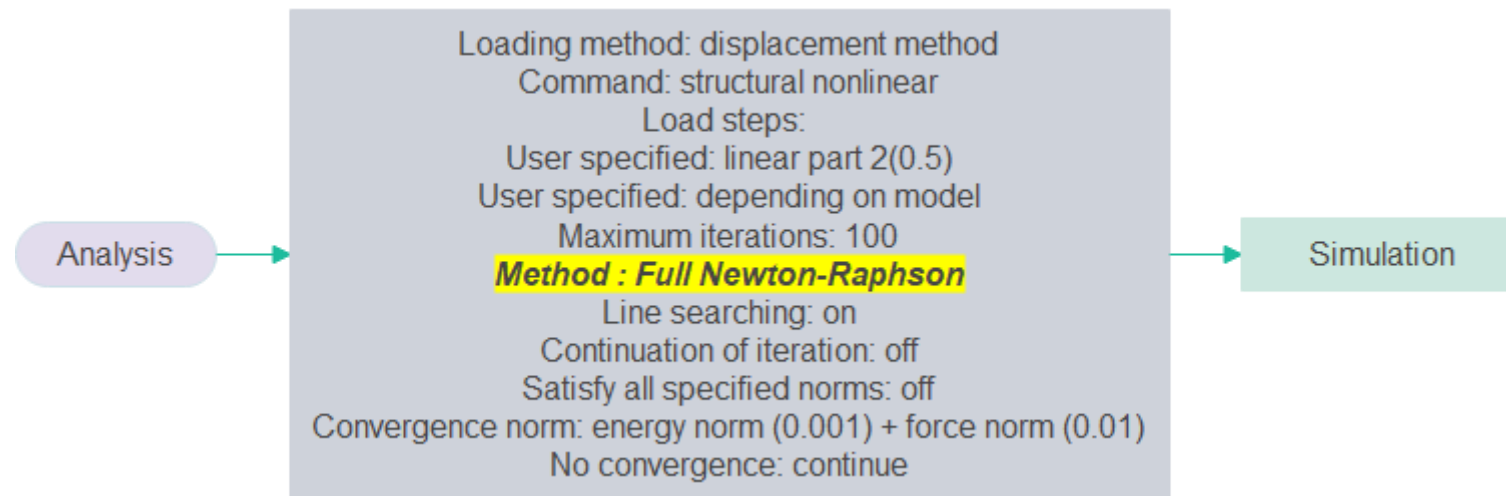 Analysis
Loading method: displacement method
Command: structural nonlinear
Load steps:
User specified: linear part 2(0.5)
User specified: depending on model
Maximum iterations: 100
Method : Full Newton-Raphson
Line searching: on
Continuation of iteration: off
Satisfy all specified norms: off
Convergence norm: energy norm (0.001) + force norm (0.01)
No convergence: continue
Simulation